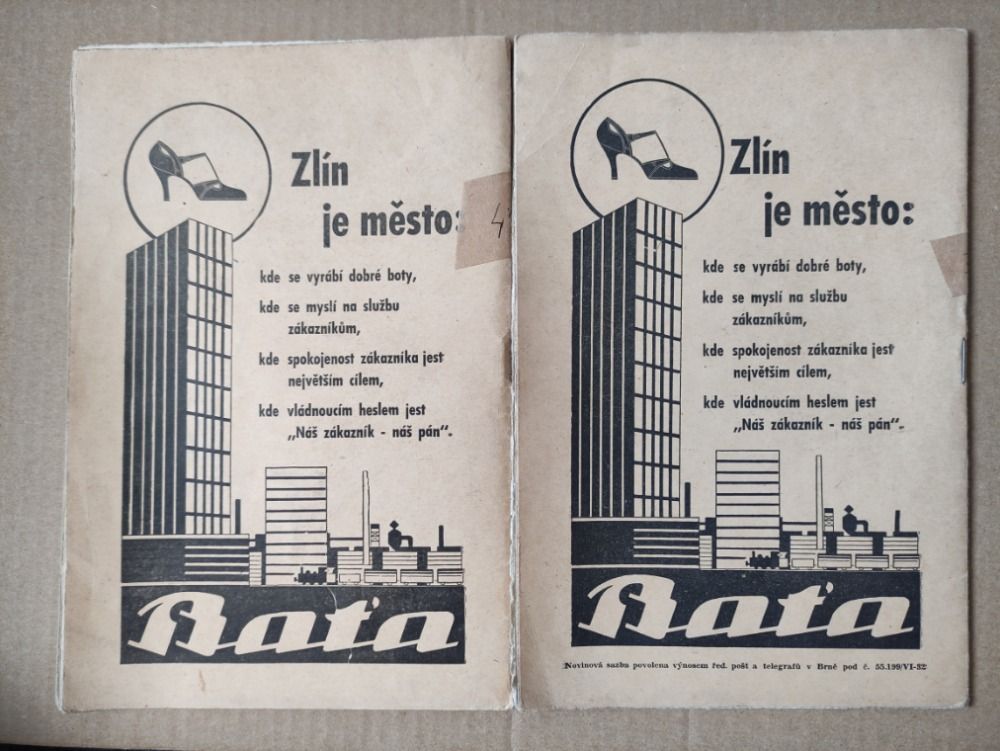 Zlín
je město:
kde se vyrábí dobré boty,
kde se myslí na službu
zákazníkům,
kde spokojenost zákazníka jest
největším cílem,
kde vládnoucím heslem jest
„Náš zákazník - náš pán“.
Baťa
Zlín
je město:
kde se vyrábí dobré boty,
kde se myslí na službu
zákazníkům,
kde spokojenost zákazníka jest
největším cílem,
kde vládnoucím heslem jest
„Náš zákazník - náš pán“.
Baťa
Novinová sazba povolena výnosem řed. pošt a telegrafů v Brně pod č. 55.199/VI-32